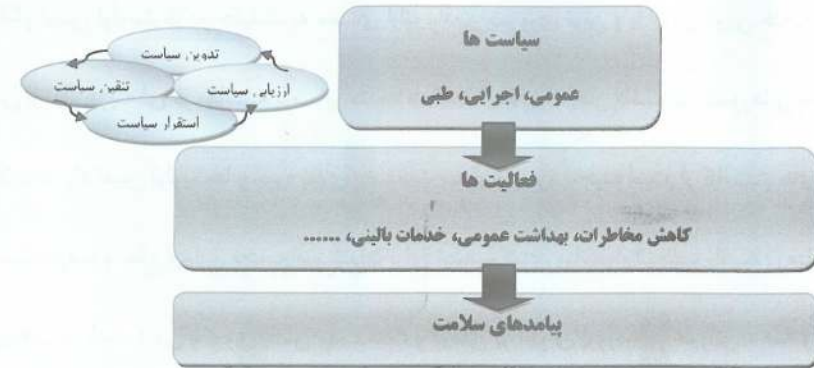 سیاست ها
عمومی، اجرایی، طبی
تدوین سیاست
تنقین سیاست
ارزیابی سیاست
استقرار سیاست
فعالیت ها
کاهش مخاطرات، بهداشت عمومی، خدمات بالینی، ......
پیامدهای سلامت